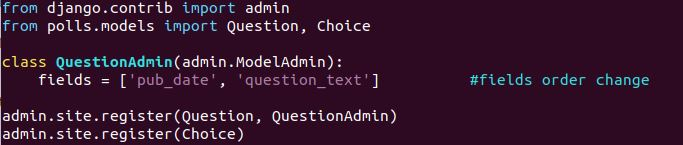 from django.contrib import admin
from polls.models import Question, Choice
class QuestionAdmin(admin.ModelAdmin):
    fields = ['pub_date', 'question_text']          #fields order change
admin.site.register(Question, QuestionAdmin)
admin.site.register(Choice)